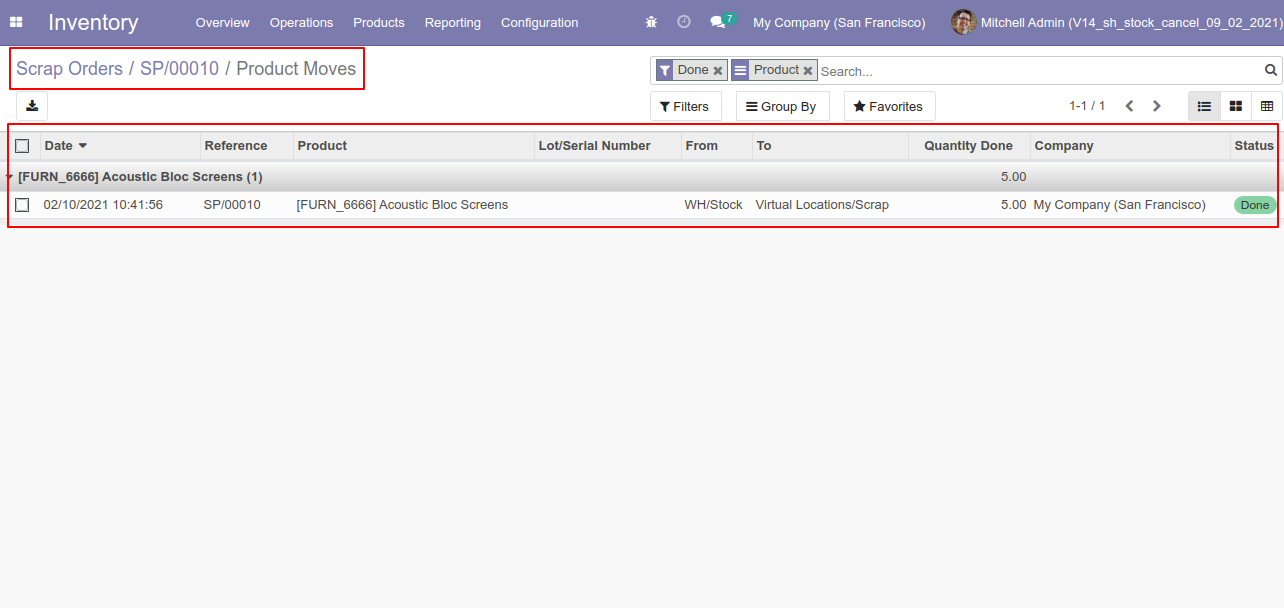 Inventory Overview Operations Products Reporting Configuration 7 My Company (San Francisco) Mitchell Admin (V14_sh_stock_cancel_09_02_2021)
Scrap Orders / SP/00010 / Product Moves
Done Product Search...
Filters Group By Favorites 1-1 / 1
Date Reference Product Lot/Serial Number From To Quantity Done Company Status
[FURN_6666] Acoustic Bloc Screens (1) 5.00
02/10/2021 10:41:56 SP/00010 [FURN_6666] Acoustic Bloc Screens WH/Stock Virtual Locations/Scrap 5.00 My Company (San Francisco) Done